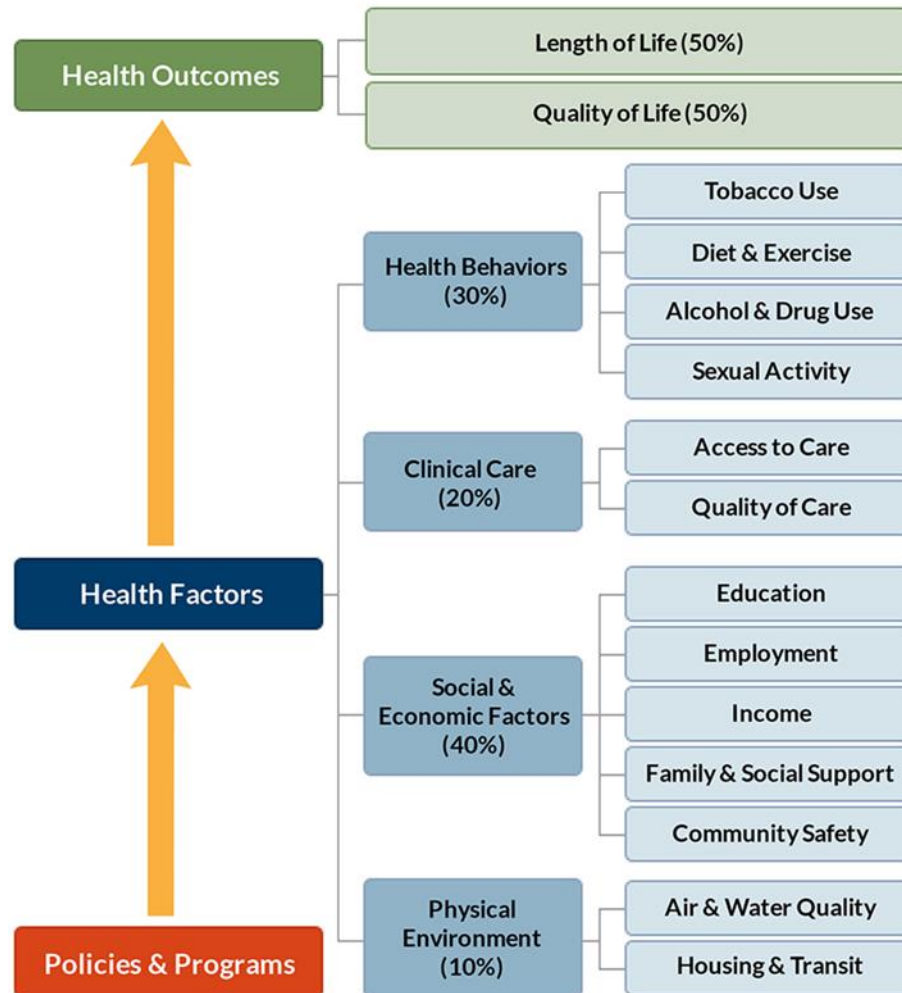 Health Outcomes
Length of Life (50%)
Quality of Life (50%)
Health Factors
Health Behaviors
(30%)
Tobacco Use
Diet & Exercise
Alcohol & Drug Use
Sexual Activity
Clinical Care
(20%)
Access to Care
Quality of Care
Social &
Economic Factors
(40%)
Education
Employment
Income
Family & Social Support
Community Safety
Physical
Environment
(10%)
Air & Water Quality
Housing & Transit
Policies & Programs